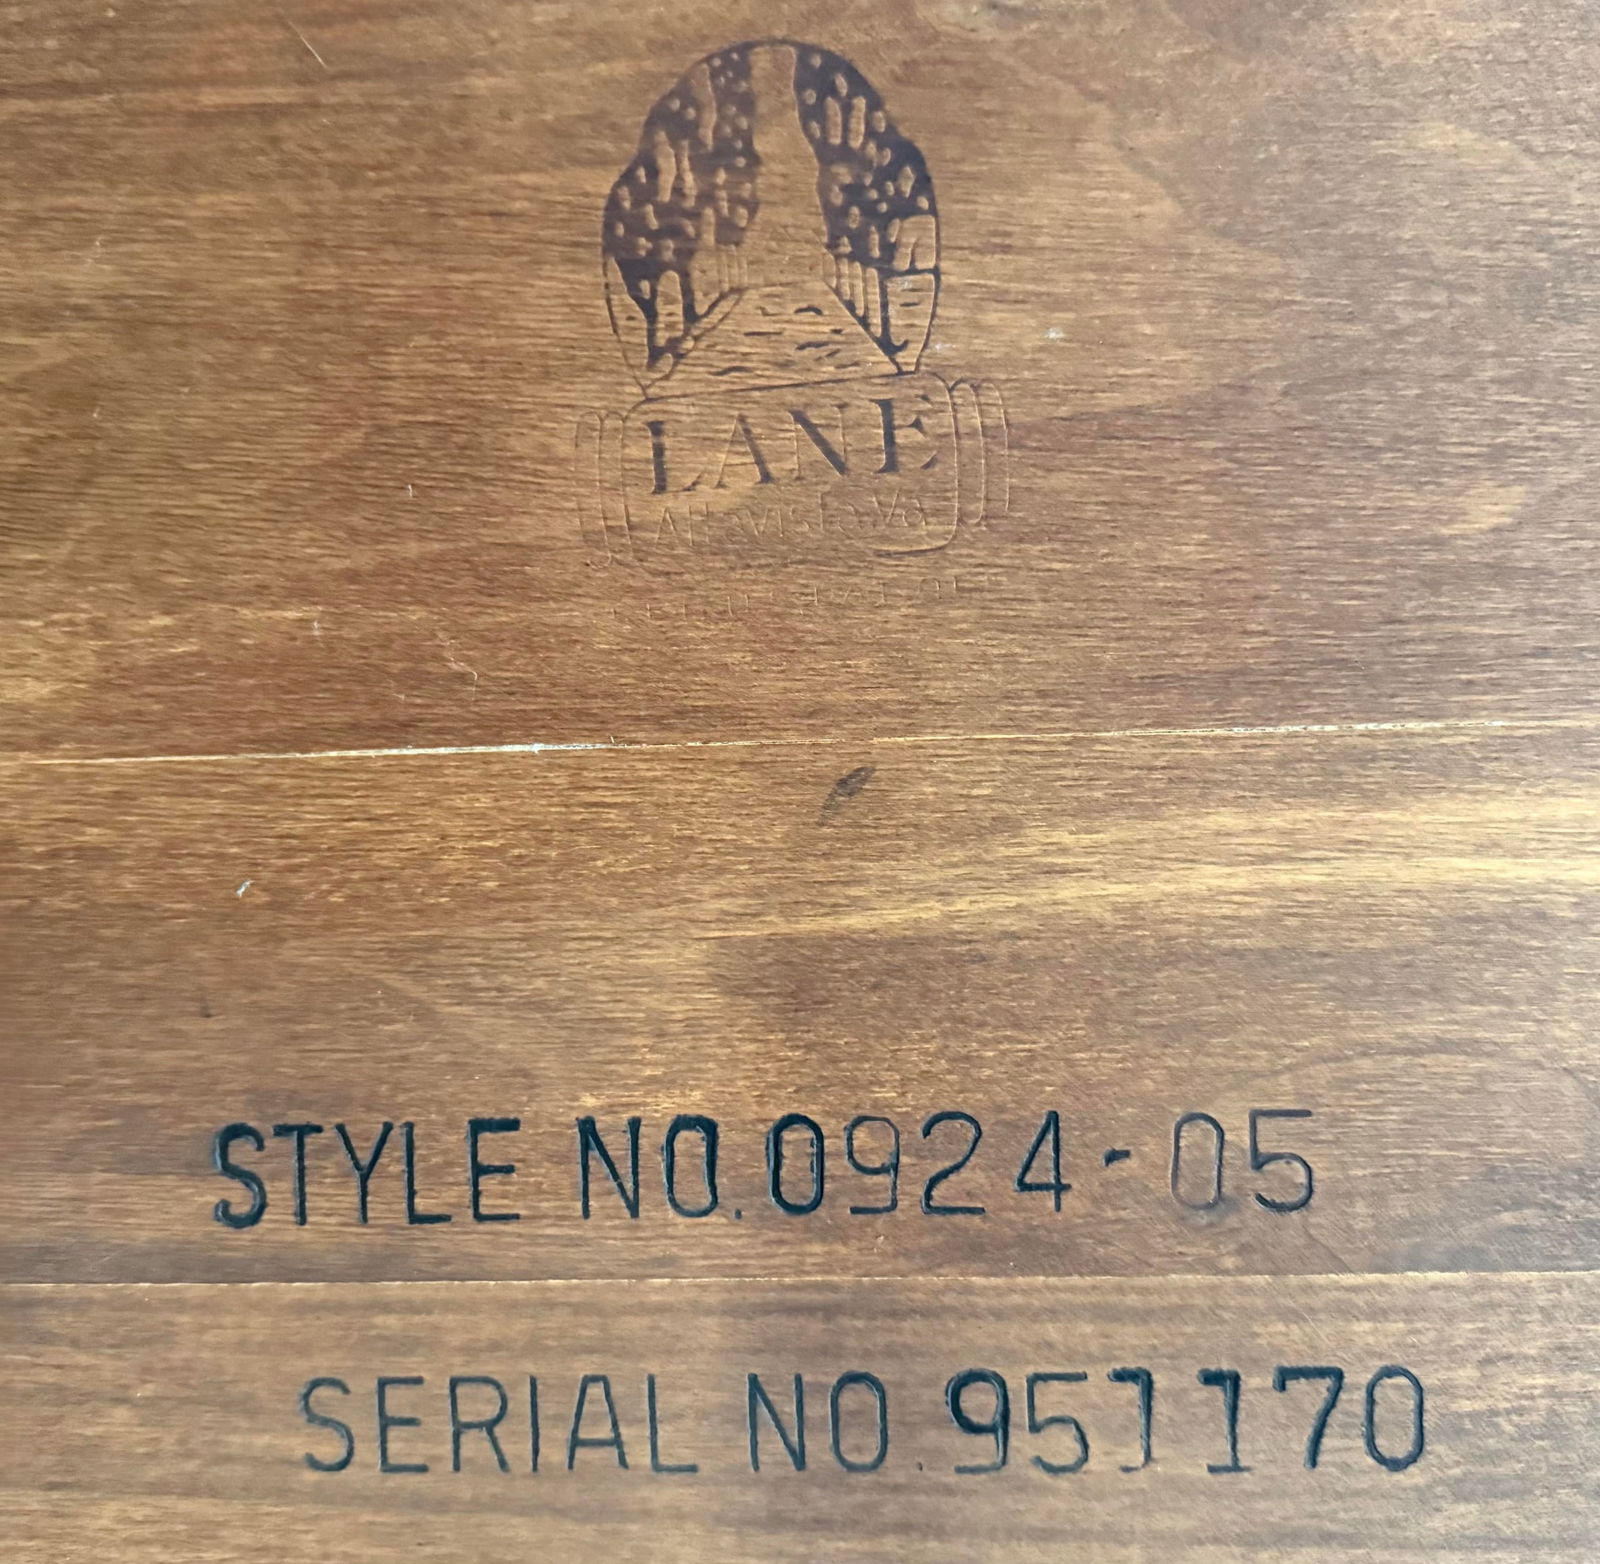 LANE
Altavista.Va
STYLE NO. 0924-05
SERIAL NO. 951170